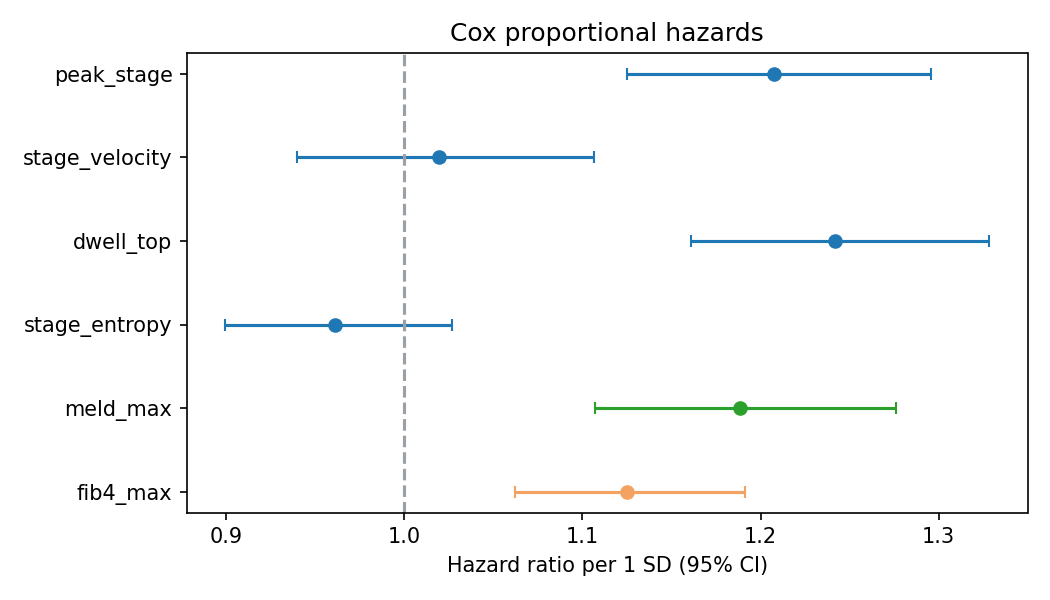 Cox proportional hazards
peak_stage
stage_velocity
dwell_top
stage_entropy
meld_max
fib4_max
0.9 1.0 1.1 1.2 1.3
Hazard ratio per 1 SD (95% CI)